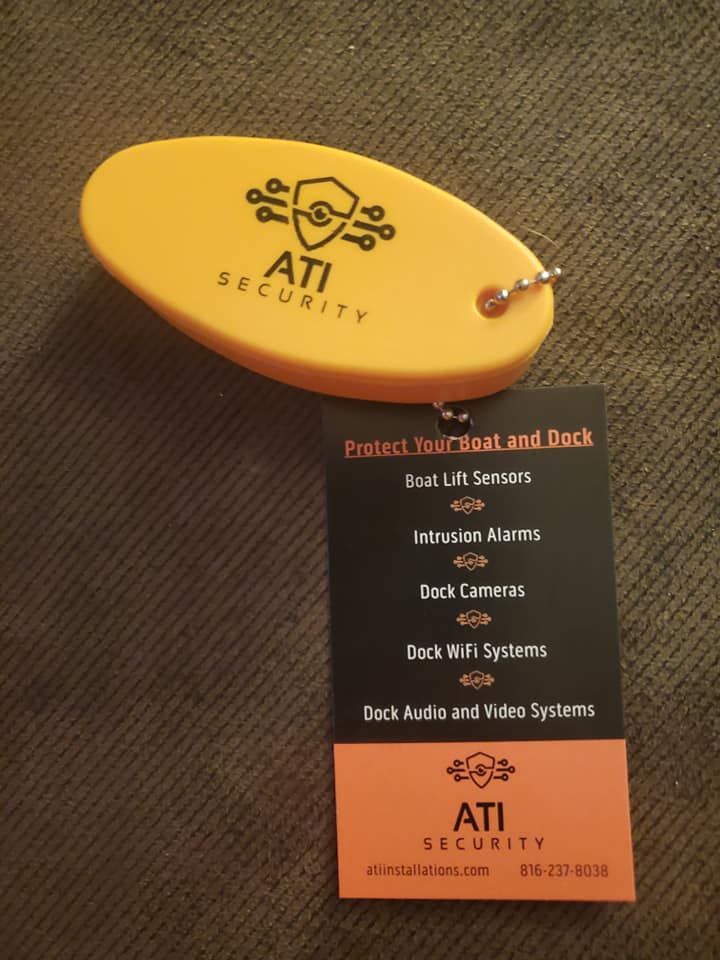 ATI
SECURITY
Protect Your Boat and Dock
Boat Lift Sensors
Intrusion Alarms
Dock Cameras
Dock WiFi Systems
Dock Audio and Video Systems
ATI
SECURITY
atiinstallations.com 816-237-8038